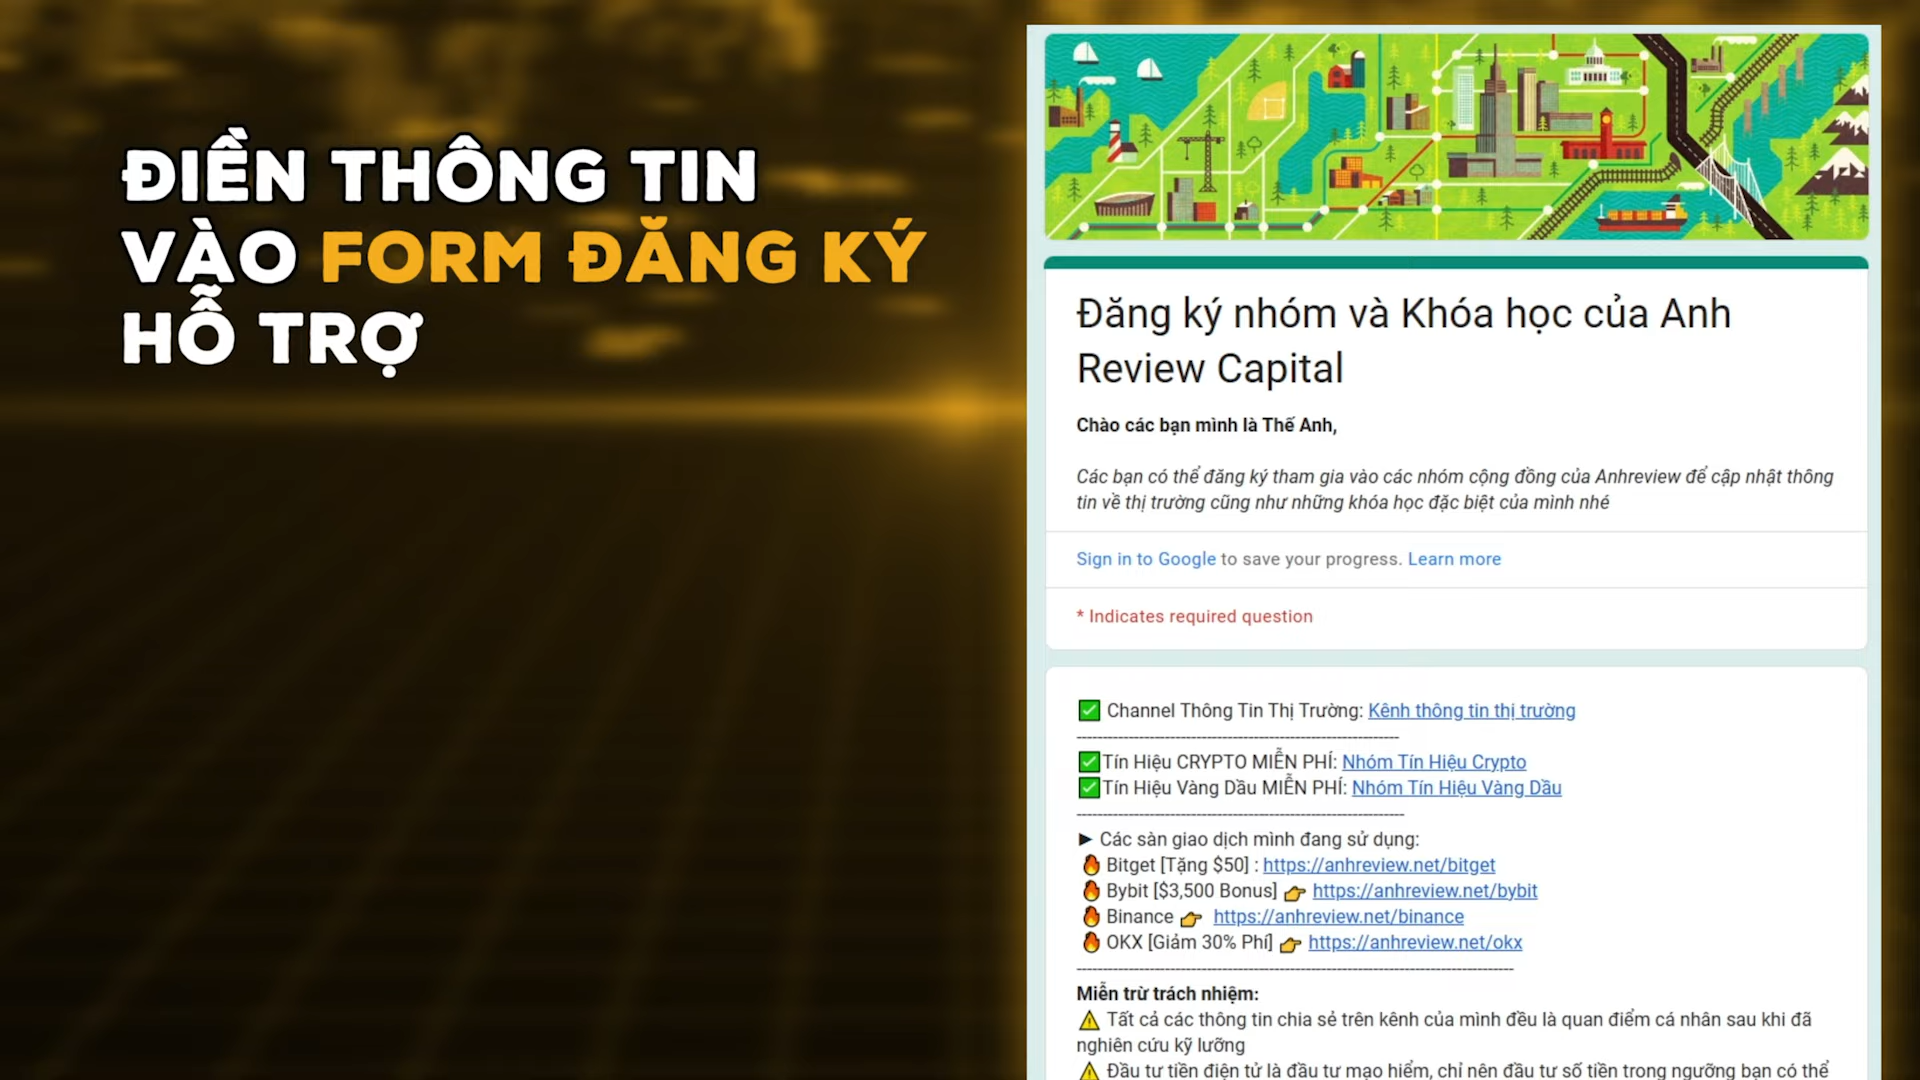 ĐIỀN THÔNG TIN
VÀO FORM ĐĂNG KÝ
HỖ TRỢ
Đăng ký nhóm và Khóa học của Anh
Review Capital
Chào các bạn mình là Thế Anh,
Các bạn có thể đăng ký tham gia vào các nhóm cộng đồng của Anhreview để cập nhật thông
tin về thị trường cũng như những khóa học đặc biệt của mình nhé
Sign in to Google to save your progress. Learn more
* Indicates required question
✅ Channel Thông Tin Thị Trường: Kênh thông tin thị trường
--------------------------------------------------------------------
✅Tín Hiệu CRYPTO MIỄN PHÍ: Nhóm Tín Hiệu Crypto
✅Tín Hiệu Vàng Dầu MIỄN PHÍ: Nhóm Tín Hiệu Vàng Dầu
---------------------------------------------------------------------
► Các sàn giao dịch mình đang sử dụng:
🔥 Bitget [Tặng $50] : https://anhreview.net/bitget
🔥 Bybit [$3,500 Bonus] 👉 https://anhreview.net/bybit
🔥 Binance 👉 https://anhreview.net/binance
🔥 OKX [Giảm 30% Phí] 👉 https://anhreview.net/okx
--------------------------------------------------------------------------------------------
Miễn trừ trách nhiệm:
⚠️ Tất cả các thông tin chia sẻ trên kênh của mình đều là quan điểm cá nhân sau khi đã
nghiên cứu kỹ lưỡng
⚠️ Đầu tư tiền điện tử là đầu tư mạo hiểm, chỉ nên đầu tư số tiền trong ngưỡng bạn có thể